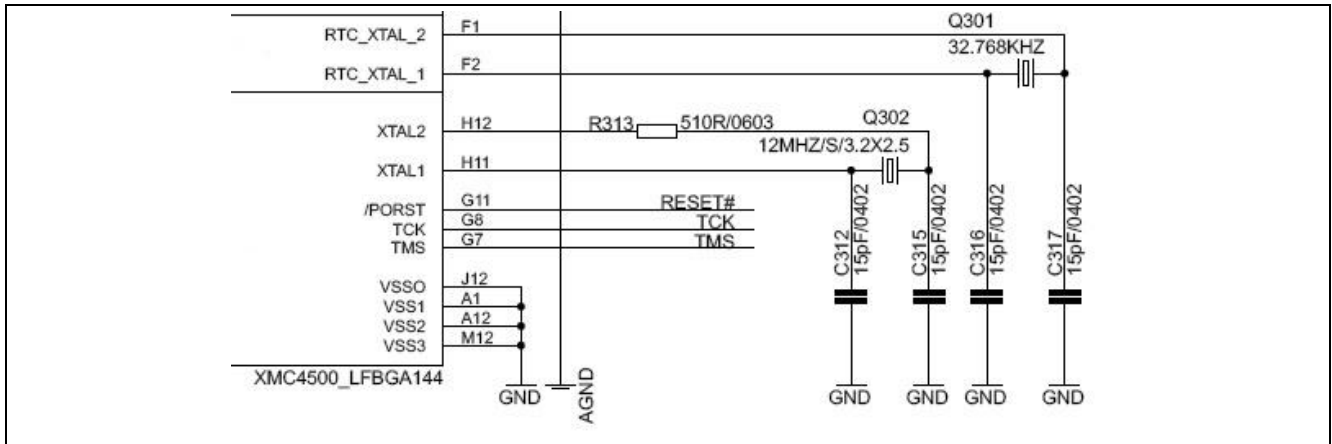 Q301
RTC_XTAL_2 F1
32.768KHZ
RTC_XTAL_1 F2
XTAL2 H12 R313 510R/0603 Q302
12MHZ/S/3.2X2.5
XTAL1 H11
/PORST G11 RESET#
TCK G8 TCK
TMS G7 TMS
C312 15pF/0402
C315 15pF/0402
C316 15pF/0402
C317 15pF/0402
VSSO J12
VSS1 A1
VSS2 A12
VSS3 M12
XMC4500_LFBGA144
GND AGND GND GND GND GND